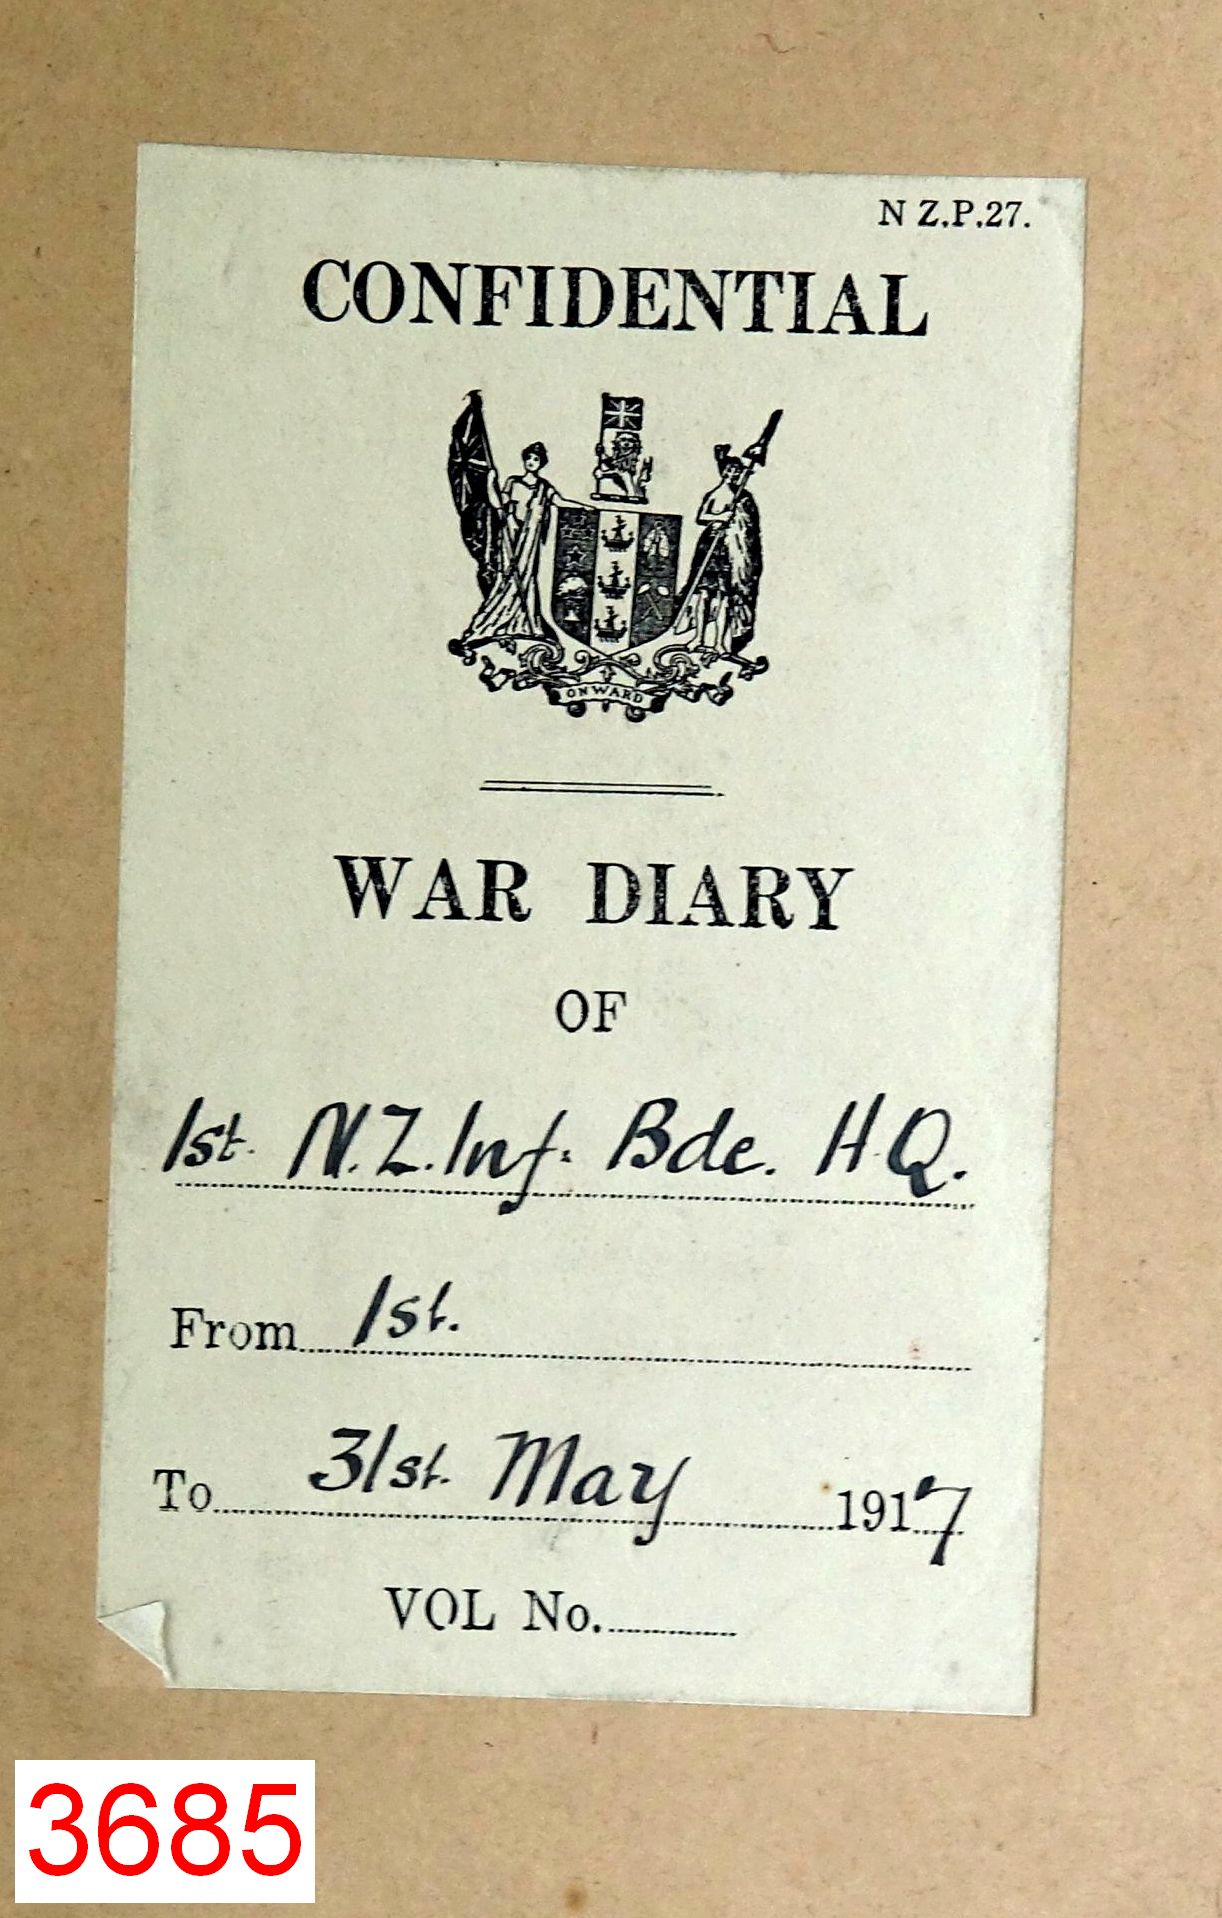 N Z.P.27.
CONFIDENTIAL
ONWARD
WAR DIARY
OF
1st. N.Z. Inf: Bde. H.Q.
From 1st.
To 31st. May 1917
VOL No.
3685